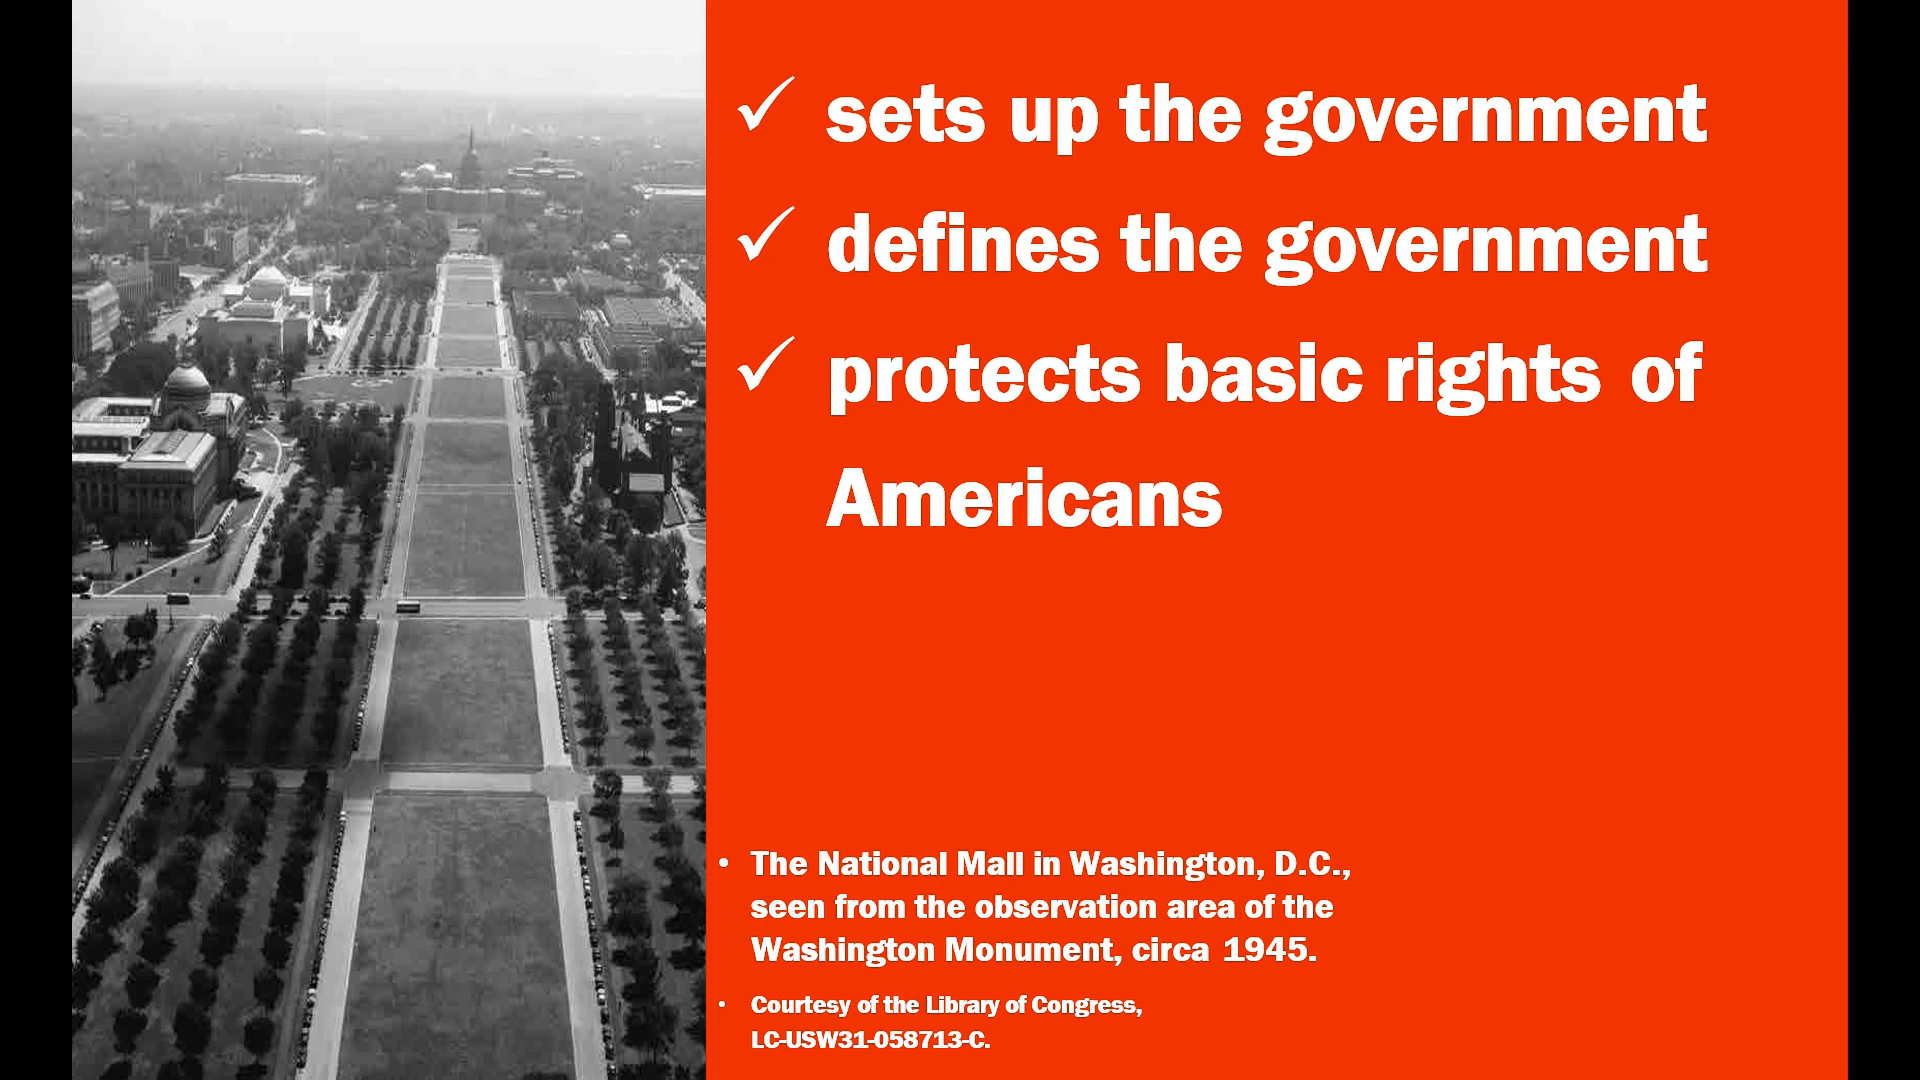 ✓ sets up the government
✓ defines the government
✓ protects basic rights of
Americans
• The National Mall in Washington, D.C.,
seen from the observation area of the
Washington Monument, circa 1945.
• Courtesy of the Library of Congress,
LC-USW31-058713-C.